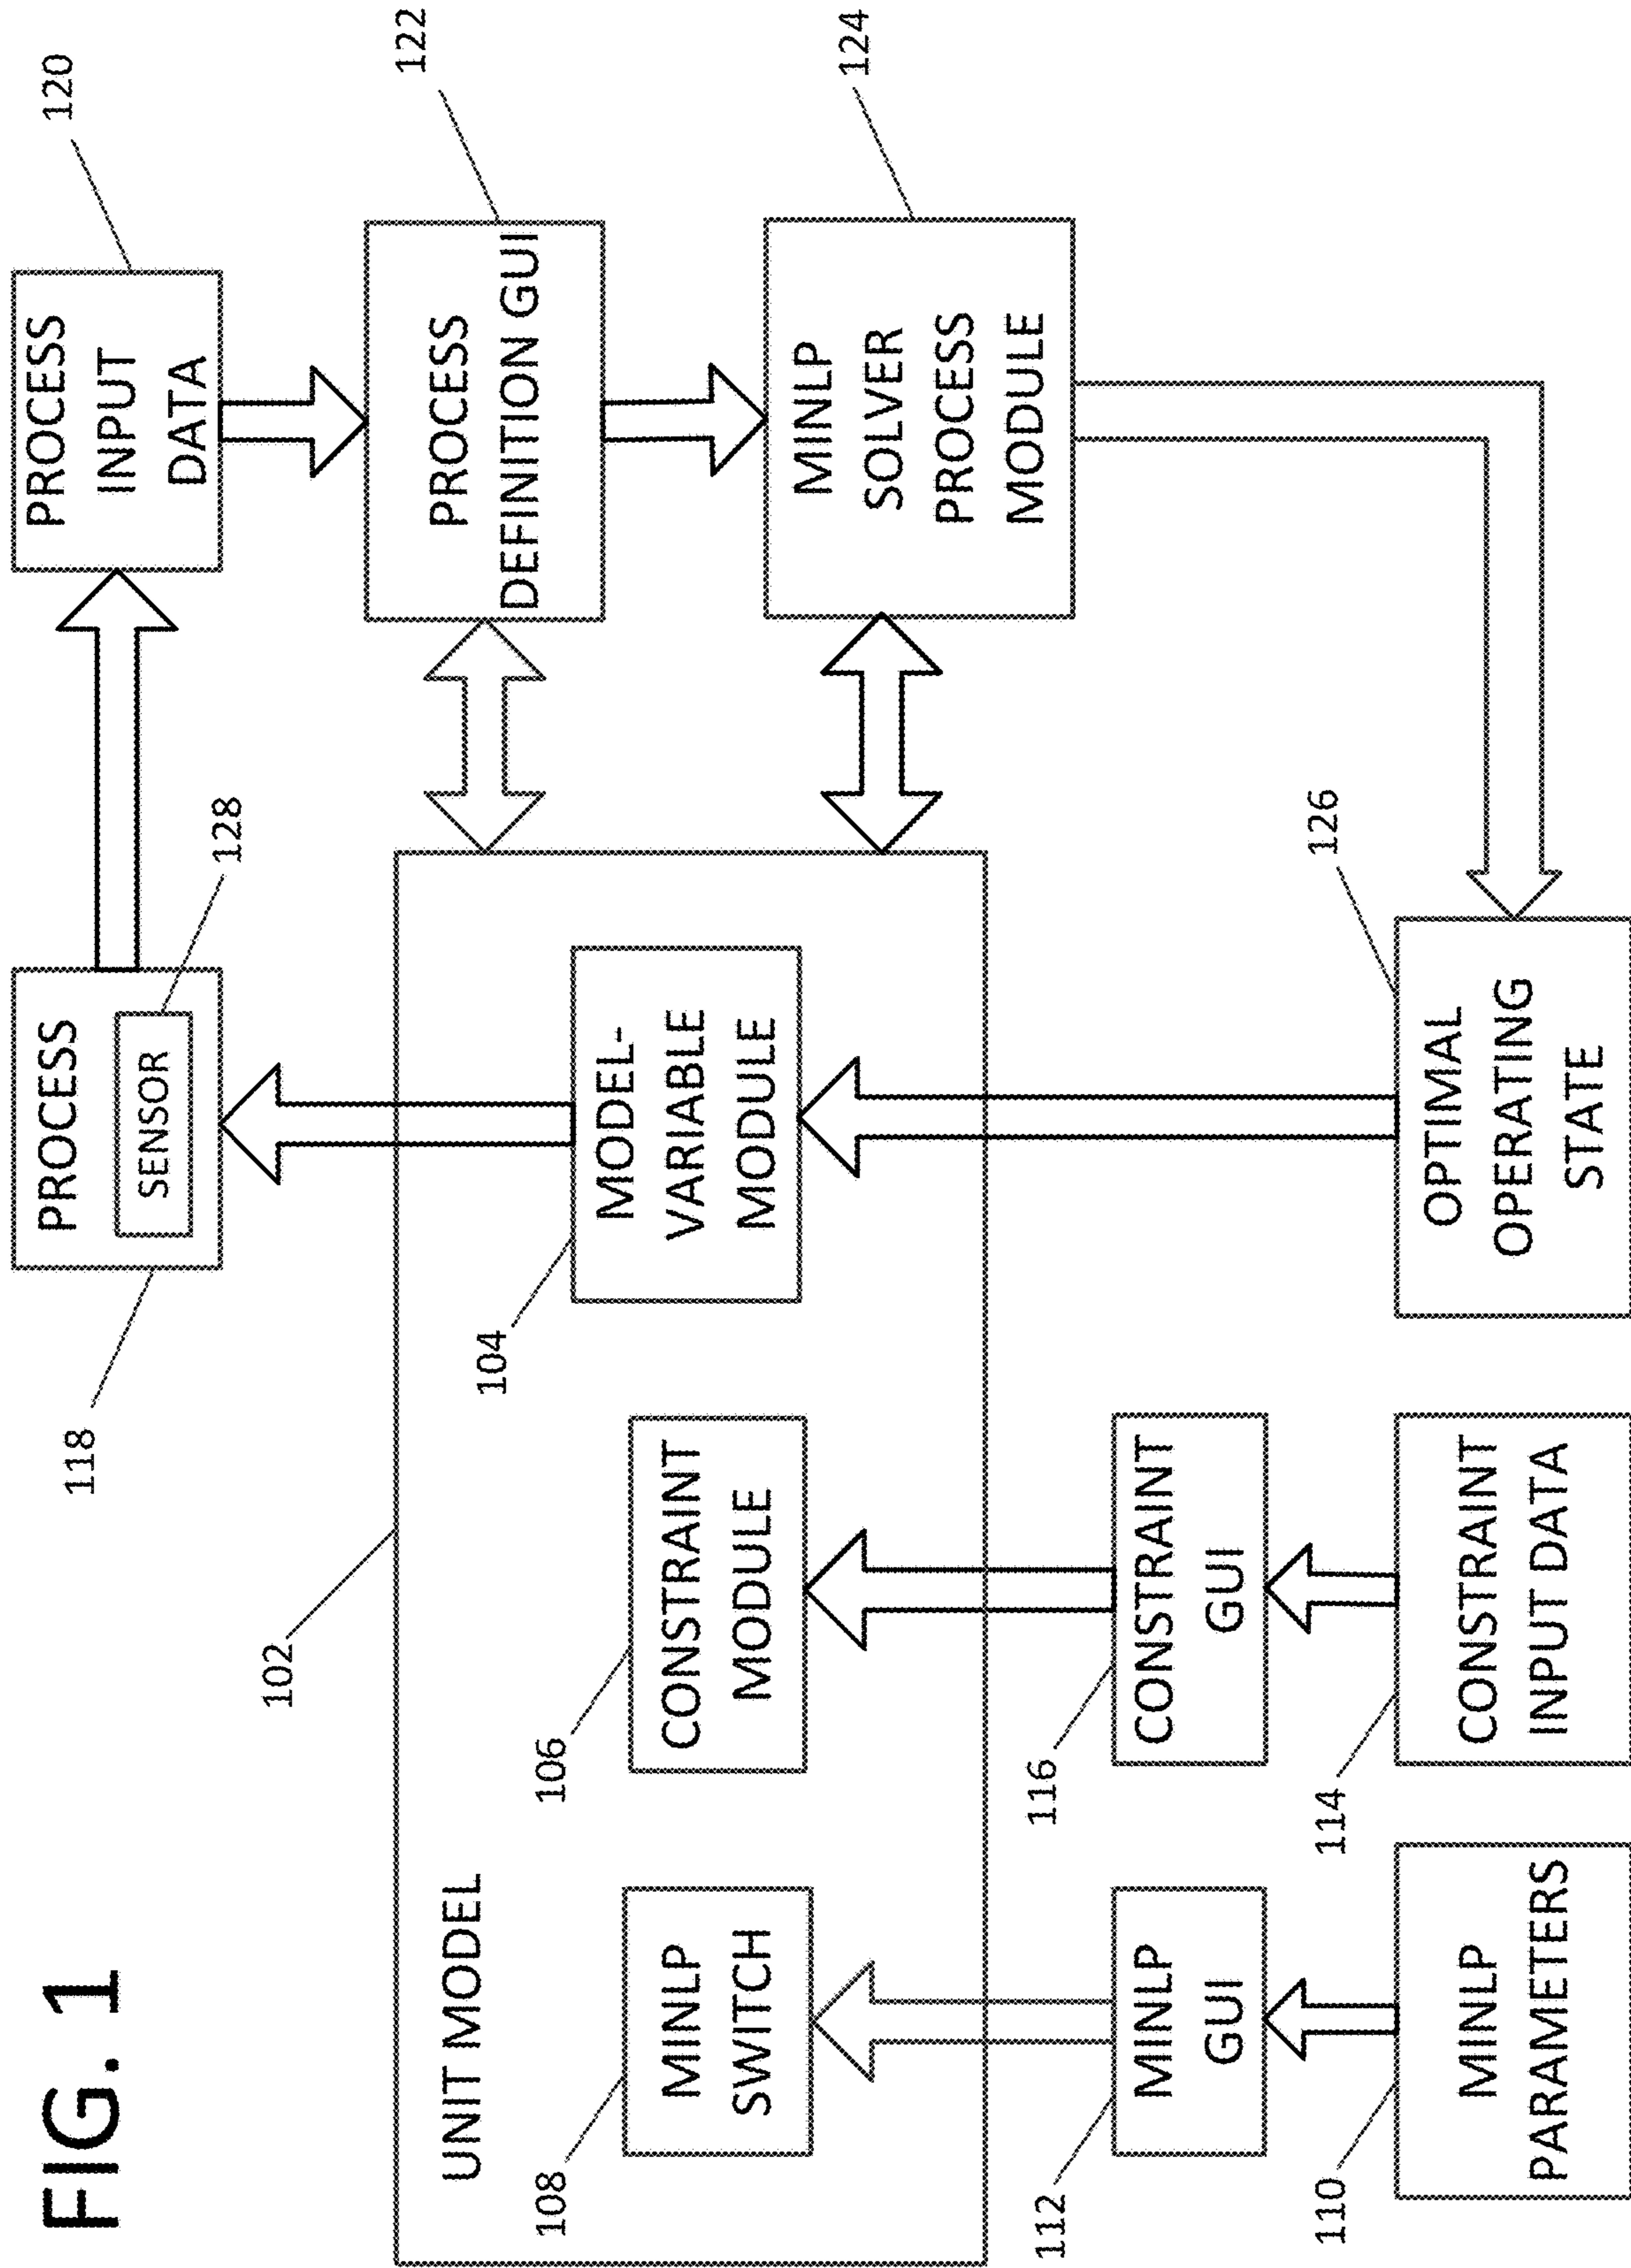 FIG. 1
118
PROCESS
SENSOR
128
120
PROCESS
INPUT
DATA
102
UNIT MODEL
108
MINLP
SWITCH
106
CONSTRAINT
MODULE
104
MODEL-
VARIABLE
MODULE
122
PROCESS
DEFINITION GUI
124
MINLP
SOLVER
PROCESS
MODULE
112
MINLP
GUI
116
CONSTRAINT
GUI
110
MINLP
PARAMETERS
114
CONSTRAINT
INPUT DATA
126
OPTIMAL
OPERATING
STATE